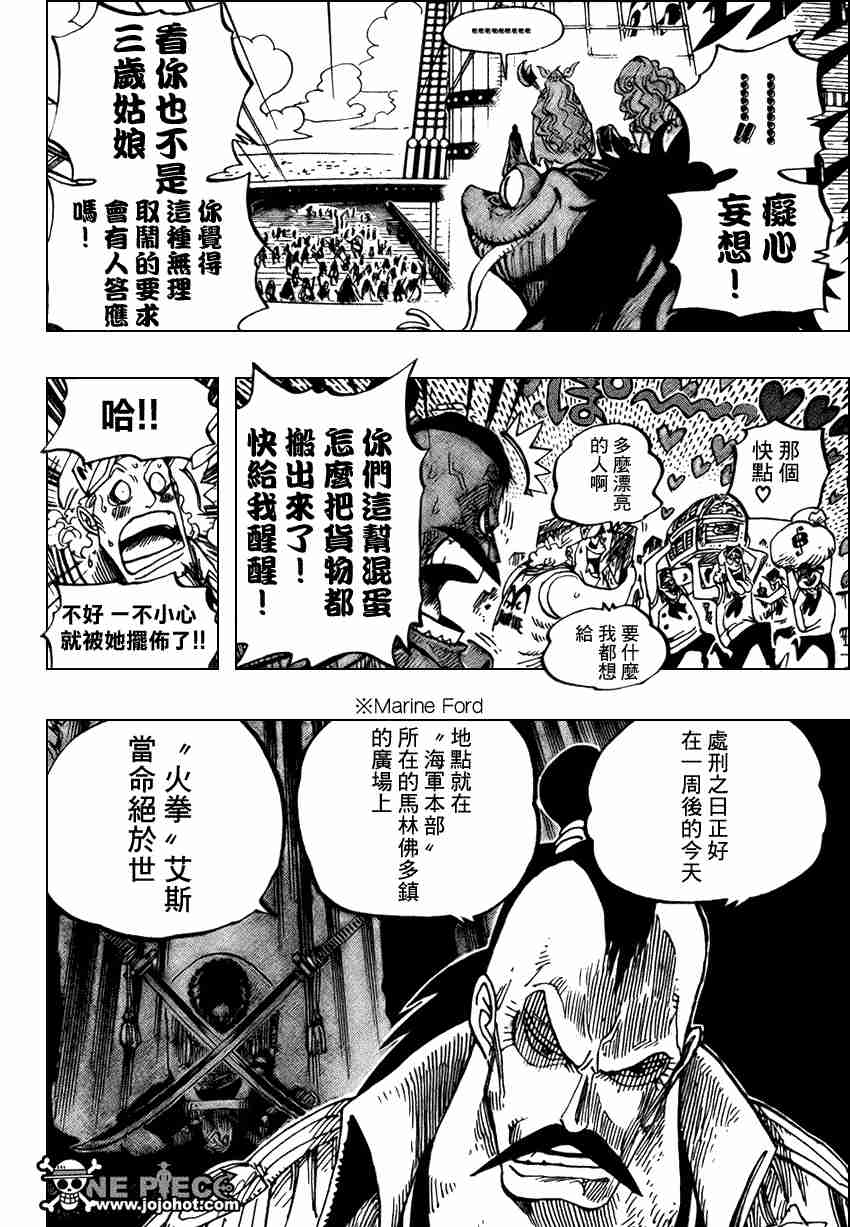 …………!!
癡心
妄想！
看你也不是
三歲姑娘
你覺得
這種無理
取鬧的要求
會有人答應
嗎！
那個
快點♡
多麼漂亮
的人啊
要什麼
我都想
給
你們這幫混蛋
怎麼把貨物都
搬出來了！
快給我醒醒！
哈!!
不好 一不小心
就被她擺佈了!!
※Marine Ford
處刑之日正好
在一周後的今天
地點就在
〝海軍本部〞
所在的馬林佛多鎮
的廣場上
〝火拳〞艾斯
當命絕於世
ONE PIECE
www.jojohot.com